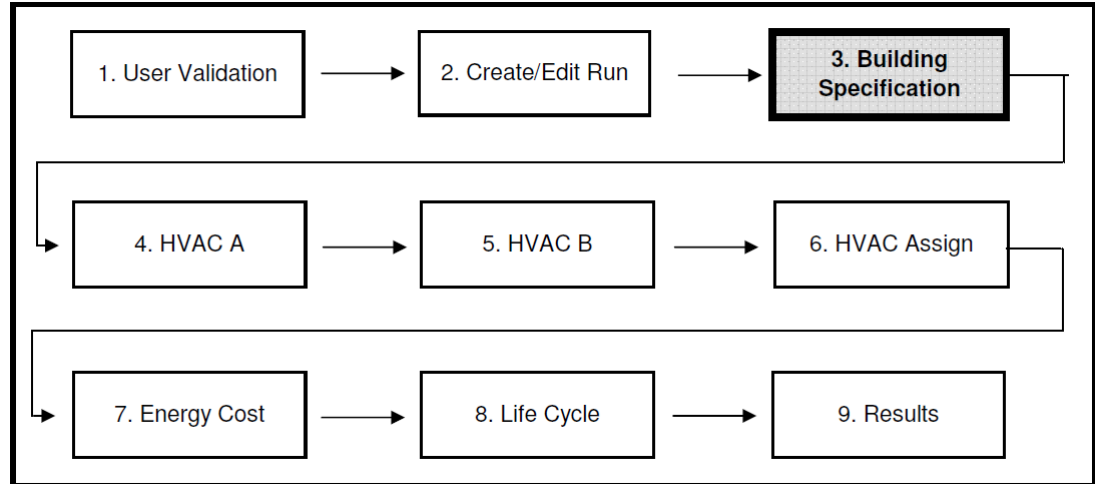 1. User Validation
2. Create/Edit Run
3. Building
Specification
4. HVAC A
5. HVAC B
6. HVAC Assign
7. Energy Cost
8. Life Cycle
9. Results